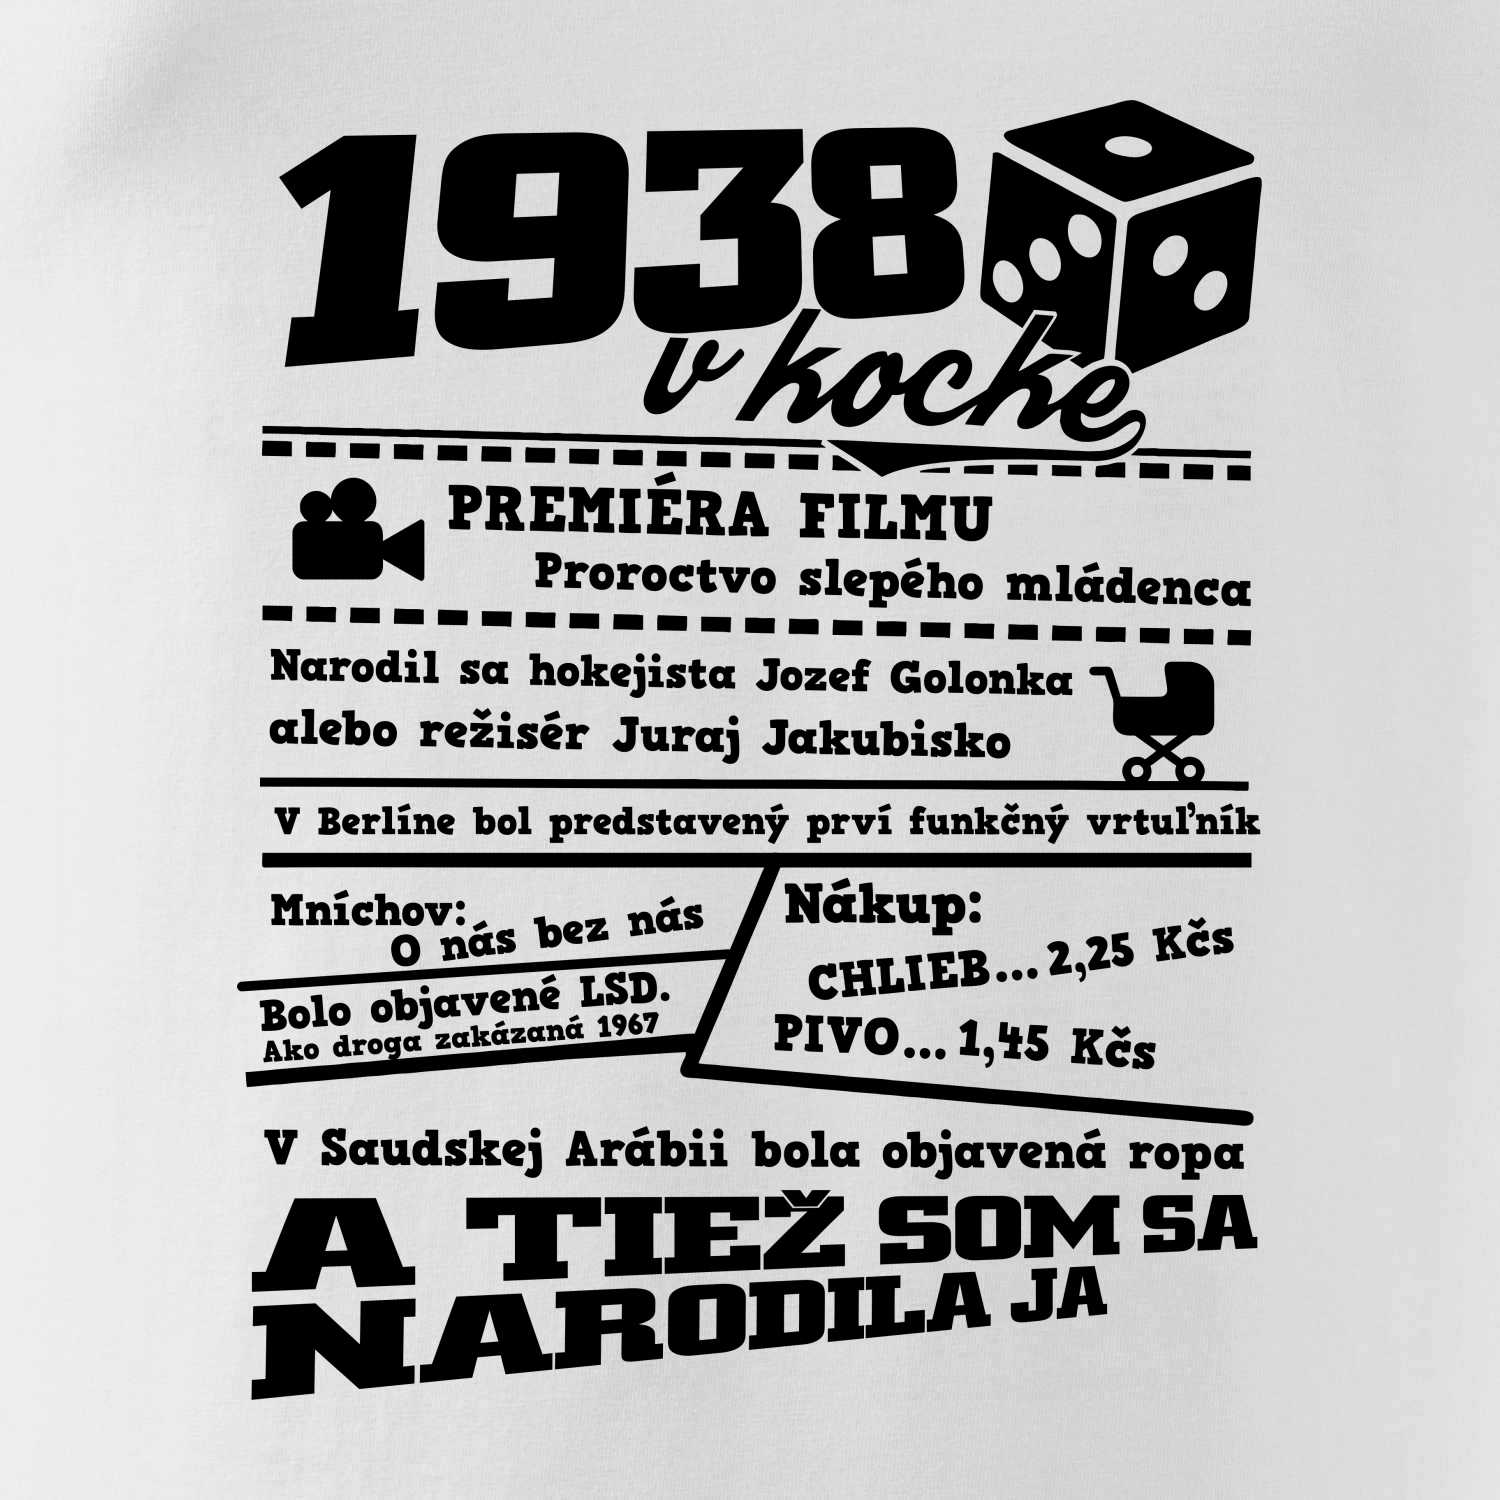 1938
v kocke
PREMIÉRA FILMU
Proroctvo slepého mládenca
Narodil sa hokejista Jozef Golonka
alebo režisér Juraj Jakubisko
V Berlíne bol predstavený prví funkčný vrtuľník
Mníchov:
O nás bez nás
Bolo objavené LSD.
Ako droga zakázaná 1967
Nákup:
CHLIEB...2,25 Kčs
PIVO...1,45 Kčs
V Saudskej Arábii bola objavená ropa
A TIEŽ SOM SA
NARODILA JA